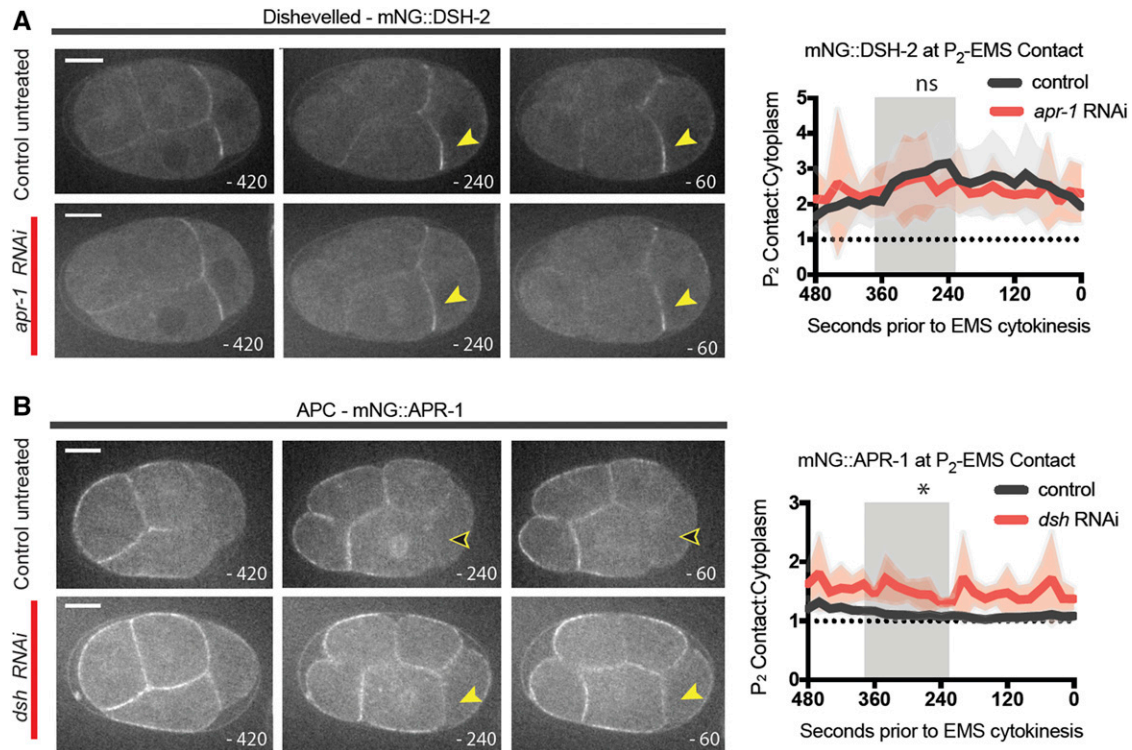 A
Dishevelled - mNG::DSH-2
Control untreated
- 420
- 240
- 60
apr-1 RNAi
- 420
- 240
- 60
mNG::DSH-2 at P2-EMS Contact
ns
control
apr-1 RNAi
P2 Contact:Cytoplasm
5
4
3
2
1
0
480
360
240
120
0
Seconds prior to EMS cytokinesis
B
APC - mNG::APR-1
Control untreated
- 420
- 240
- 60
dsh RNAi
- 420
- 240
- 60
mNG::APR-1 at P2-EMS Contact
*
control
dsh RNAi
P2 Contact:Cytoplasm
3
2
1
0
480
360
240
120
0
Seconds prior to EMS cytokinesis